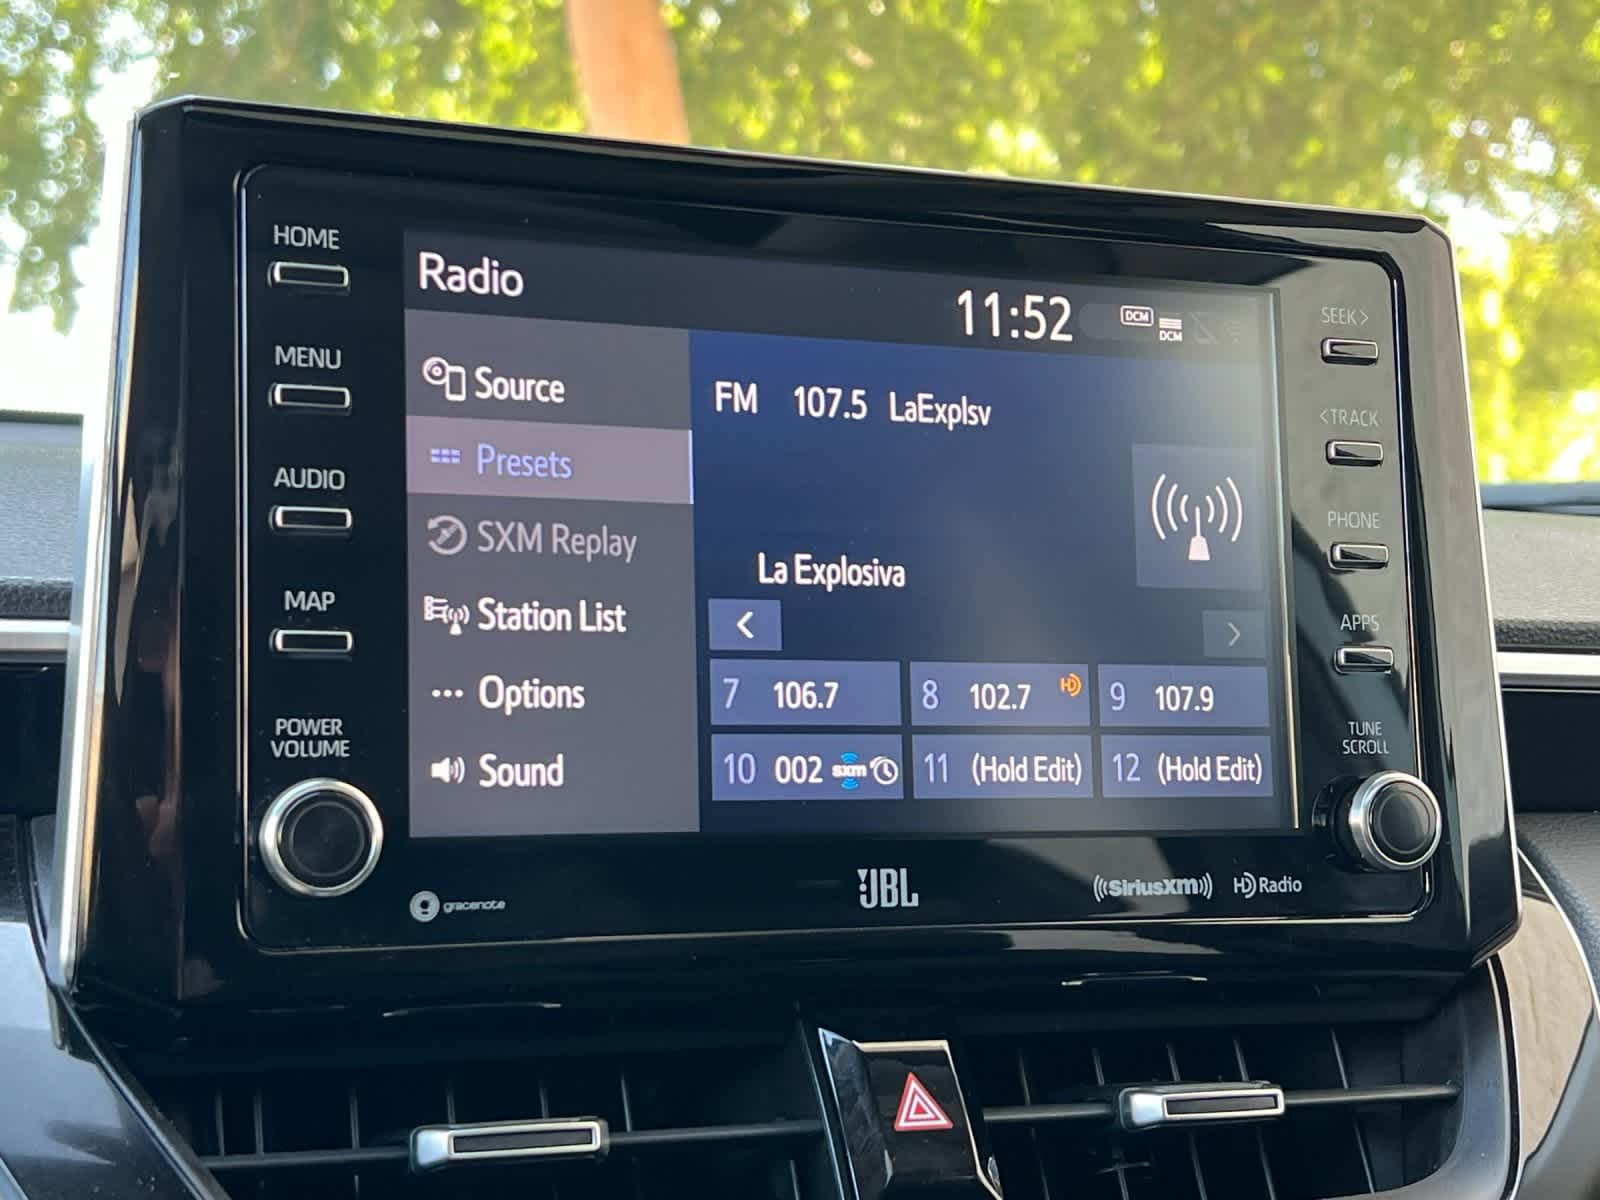 HOME
MENU
AUDIO
MAP
POWER
VOLUME
Radio
11:52
DCM
DCM
Source
Presets
SXM Replay
Station List
Options
Sound
FM 107.5 LaExplsv
La Explosiva
<
>
7 106.7
8 102.7 HD
9 107.9
10 002 sxm
11 (Hold Edit)
12 (Hold Edit)
SEEK>
<TRACK
PHONE
APPS
TUNE
SCROLL
gracenote
JBL
((SiriusXM))
HD Radio